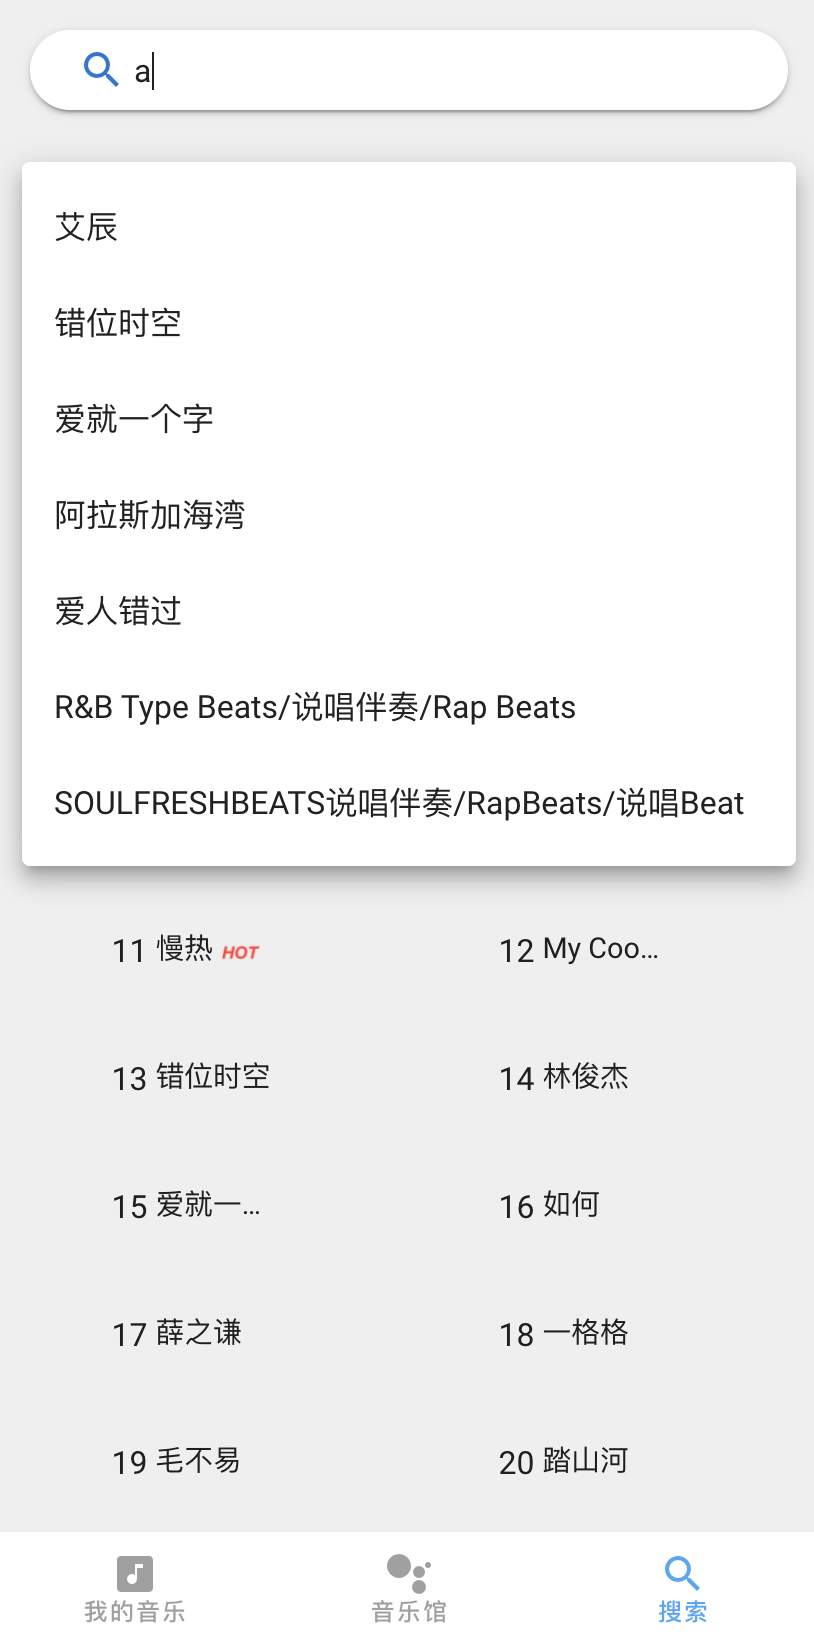 a
艾辰
错位时空
爱就一个字
阿拉斯加海湾
爱人错过
R&B Type Beats/说唱伴奏/Rap Beats
SOULFRESHBEATS说唱伴奏/RapBeats/说唱Beat
11 慢热 HOT
12 My Coo...
13 错位时空
14 林俊杰
15 爱就一...
16 如何
17 薛之谦
18 一格格
19 毛不易
20 踏山河
我的音乐
音乐馆
搜索